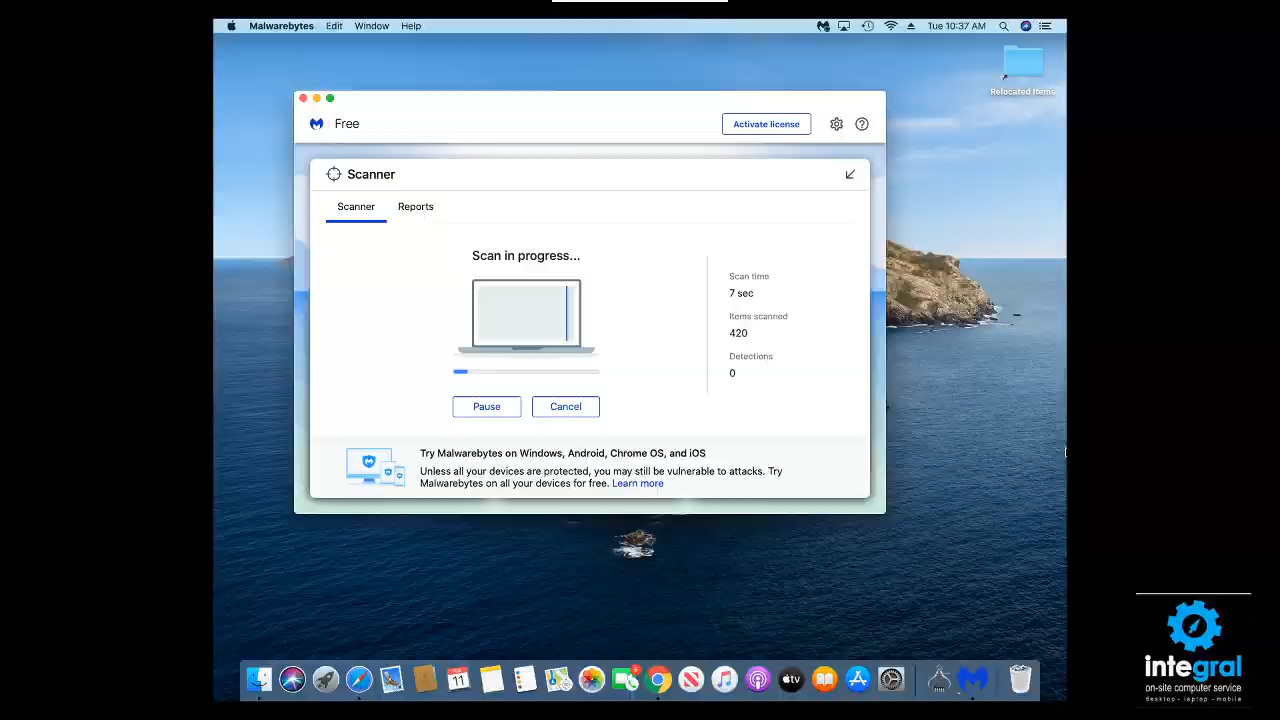 Malwarebytes Edit Window Help
Tue 10:37 AM
Relocated Items
Free
Activate license
Scanner
Scanner Reports
Scan in progress...
Scan time
7 sec
Items scanned
420
Detections
0
Pause Cancel
Try Malwarebytes on Windows, Android, Chrome OS, and iOS
Unless all your devices are protected, you may still be vulnerable to attacks. Try
Malwarebytes on all your devices for free. Learn more
11
tv
integral
on-site computer service
desktop - laptop - mobile